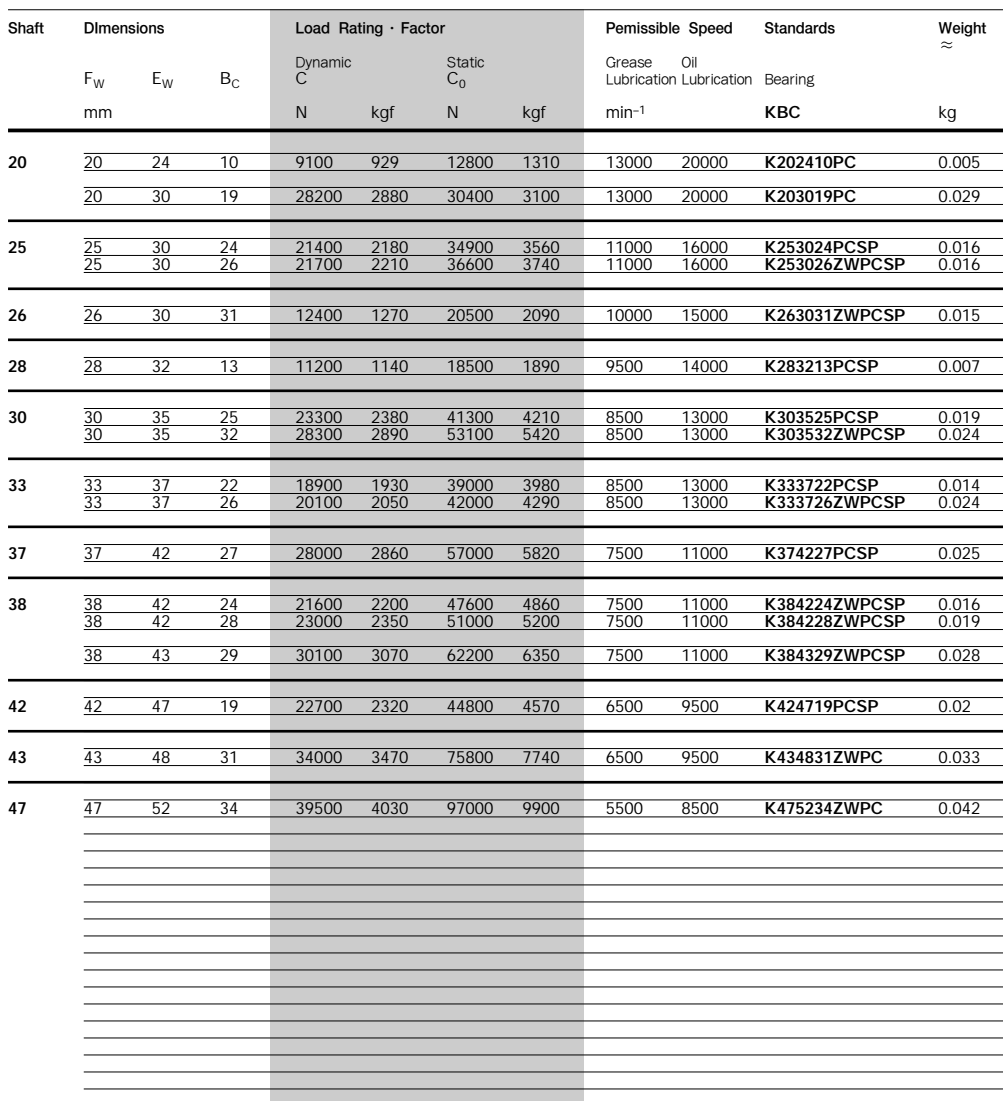 Shaft DImensions Load Rating · Factor Pemissible Speed Standards Weight
≈
Dynamic Static Grease Oil
F_W E_W B_C C C_0 Lubrication Lubrication Bearing
mm N kgf N kgf min⁻¹ KBC kg
20 20 24 10 9100 929 12800 1310 13000 20000 K202410PC 0.005
20 30 19 28200 2880 30400 3100 13000 20000 K203019PC 0.029
25 25 30 24 21400 2180 34900 3560 11000 16000 K253024PCSP 0.016
25 30 26 21700 2210 36600 3740 11000 16000 K253026ZWPCSP 0.016
26 26 30 31 12400 1270 20500 2090 10000 15000 K263031ZWPCSP 0.015
28 28 32 13 11200 1140 18500 1890 9500 14000 K283213PCSP 0.007
30 30 35 25 23300 2380 41300 4210 8500 13000 K303525PCSP 0.019
30 35 32 28300 2890 53100 5420 8500 13000 K303532ZWPCSP 0.024
33 33 37 22 18900 1930 39000 3980 8500 13000 K333722PCSP 0.014
33 37 26 20100 2050 42000 4290 8500 13000 K333726ZWPCSP 0.024
37 37 42 27 28000 2860 57000 5820 7500 11000 K374227PCSP 0.025
38 38 42 24 21600 2200 47600 4860 7500 11000 K384224ZWPCSP 0.016
38 42 28 23000 2350 51000 5200 7500 11000 K384228ZWPCSP 0.019
38 43 29 30100 3070 62200 6350 7500 11000 K384329ZWPCSP 0.028
42 42 47 19 22700 2320 44800 4570 6500 9500 K424719PCSP 0.02
43 43 48 31 34000 3470 75800 7740 6500 9500 K434831ZWPC 0.033
47 47 52 34 39500 4030 97000 9900 5500 8500 K475234ZWPC 0.042